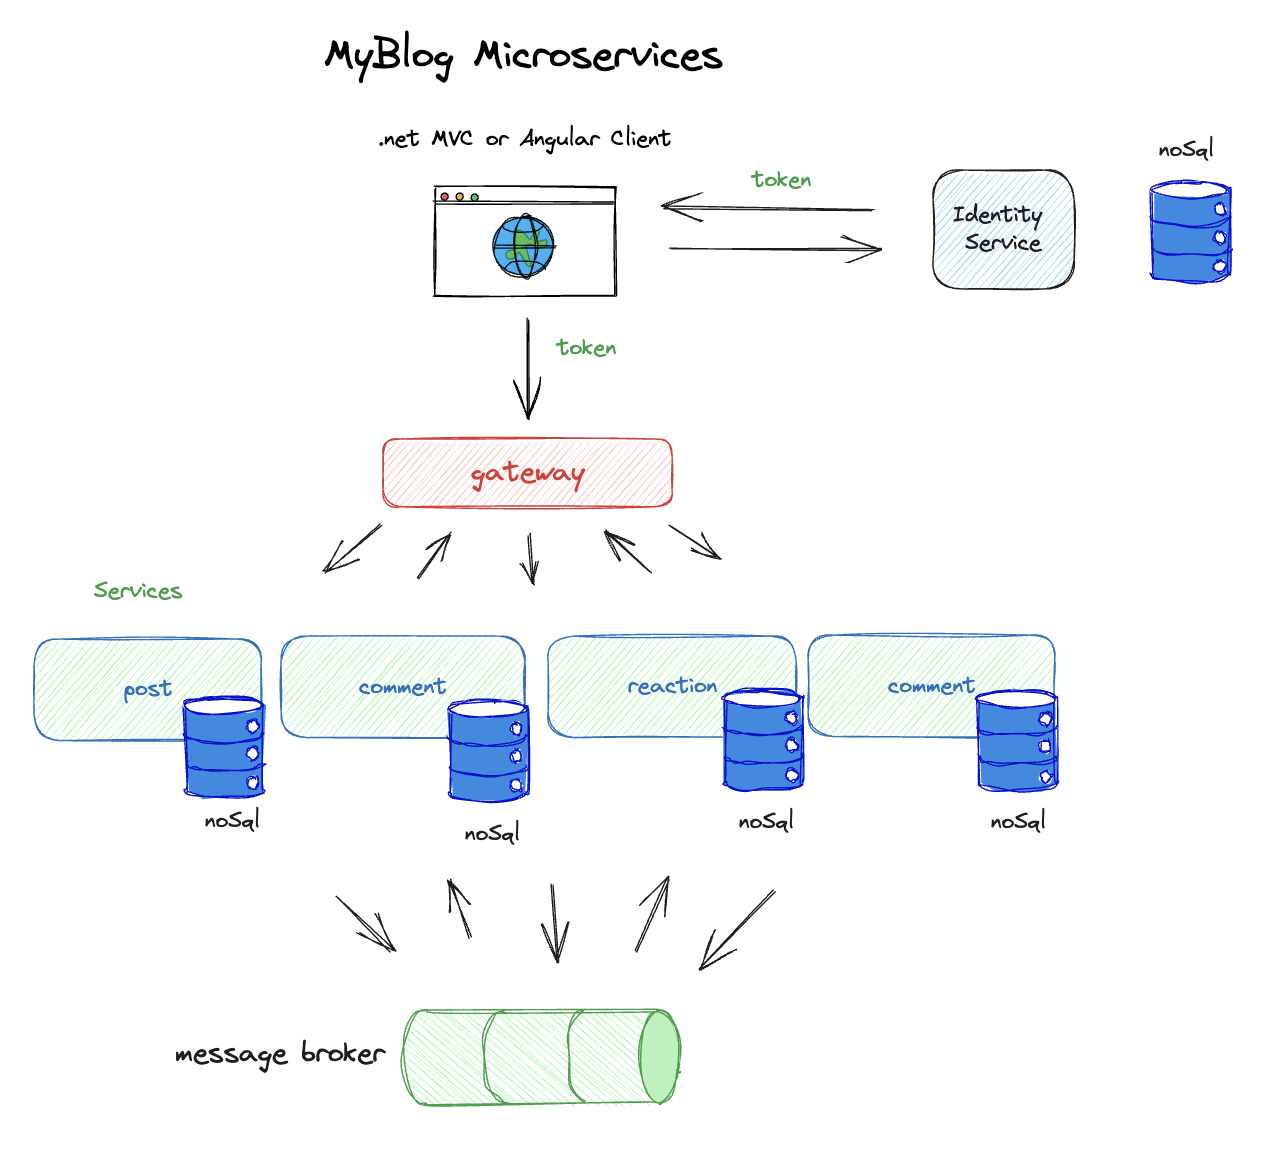 MyBlog Microservices
.net MVC or Angular Client
noSql
token
Identity
Service
token
gateway
Services
post
comment
reaction
comment
noSql
noSql
noSql
noSql
message broker